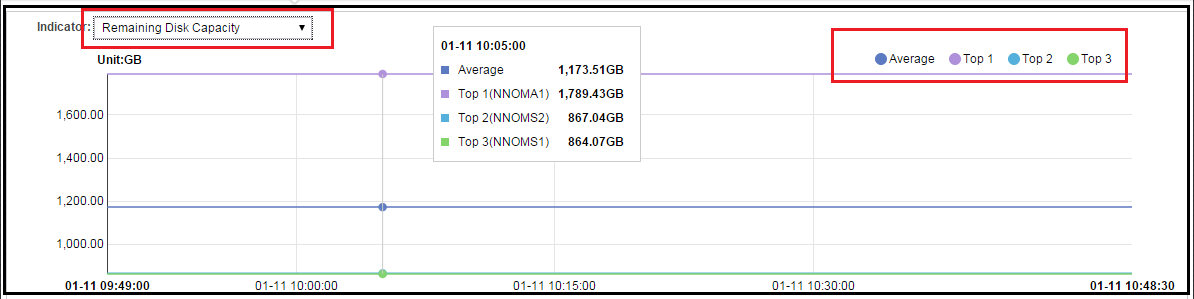 Indicator: Remaining Disk Capacity
Unit:GB
Average Top 1 Top 2 Top 3
01-11 10:05:00
Average 1,173.51GB
Top 1(NNOMA1) 1,789.43GB
Top 2(NNOMS2) 867.04GB
Top 3(NNOMS1) 864.07GB
1,600.00
1,400.00
1,200.00
1,000.00
01-11 09:49:00 01-11 10:00:00 01-11 10:15:00 01-11 10:30:00 01-11 10:48:30